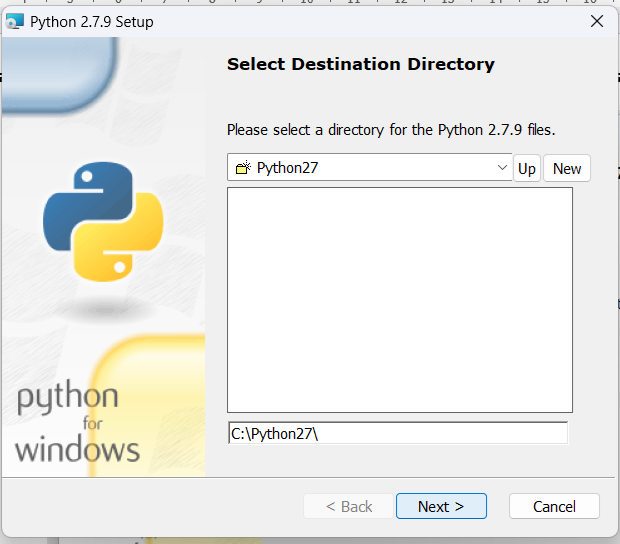 Python 2.7.9 Setup
Select Destination Directory
Please select a directory for the Python 2.7.9 files.
Python27
Up
New
C:\Python27\
python
for
windows
< Back
Next >
Cancel